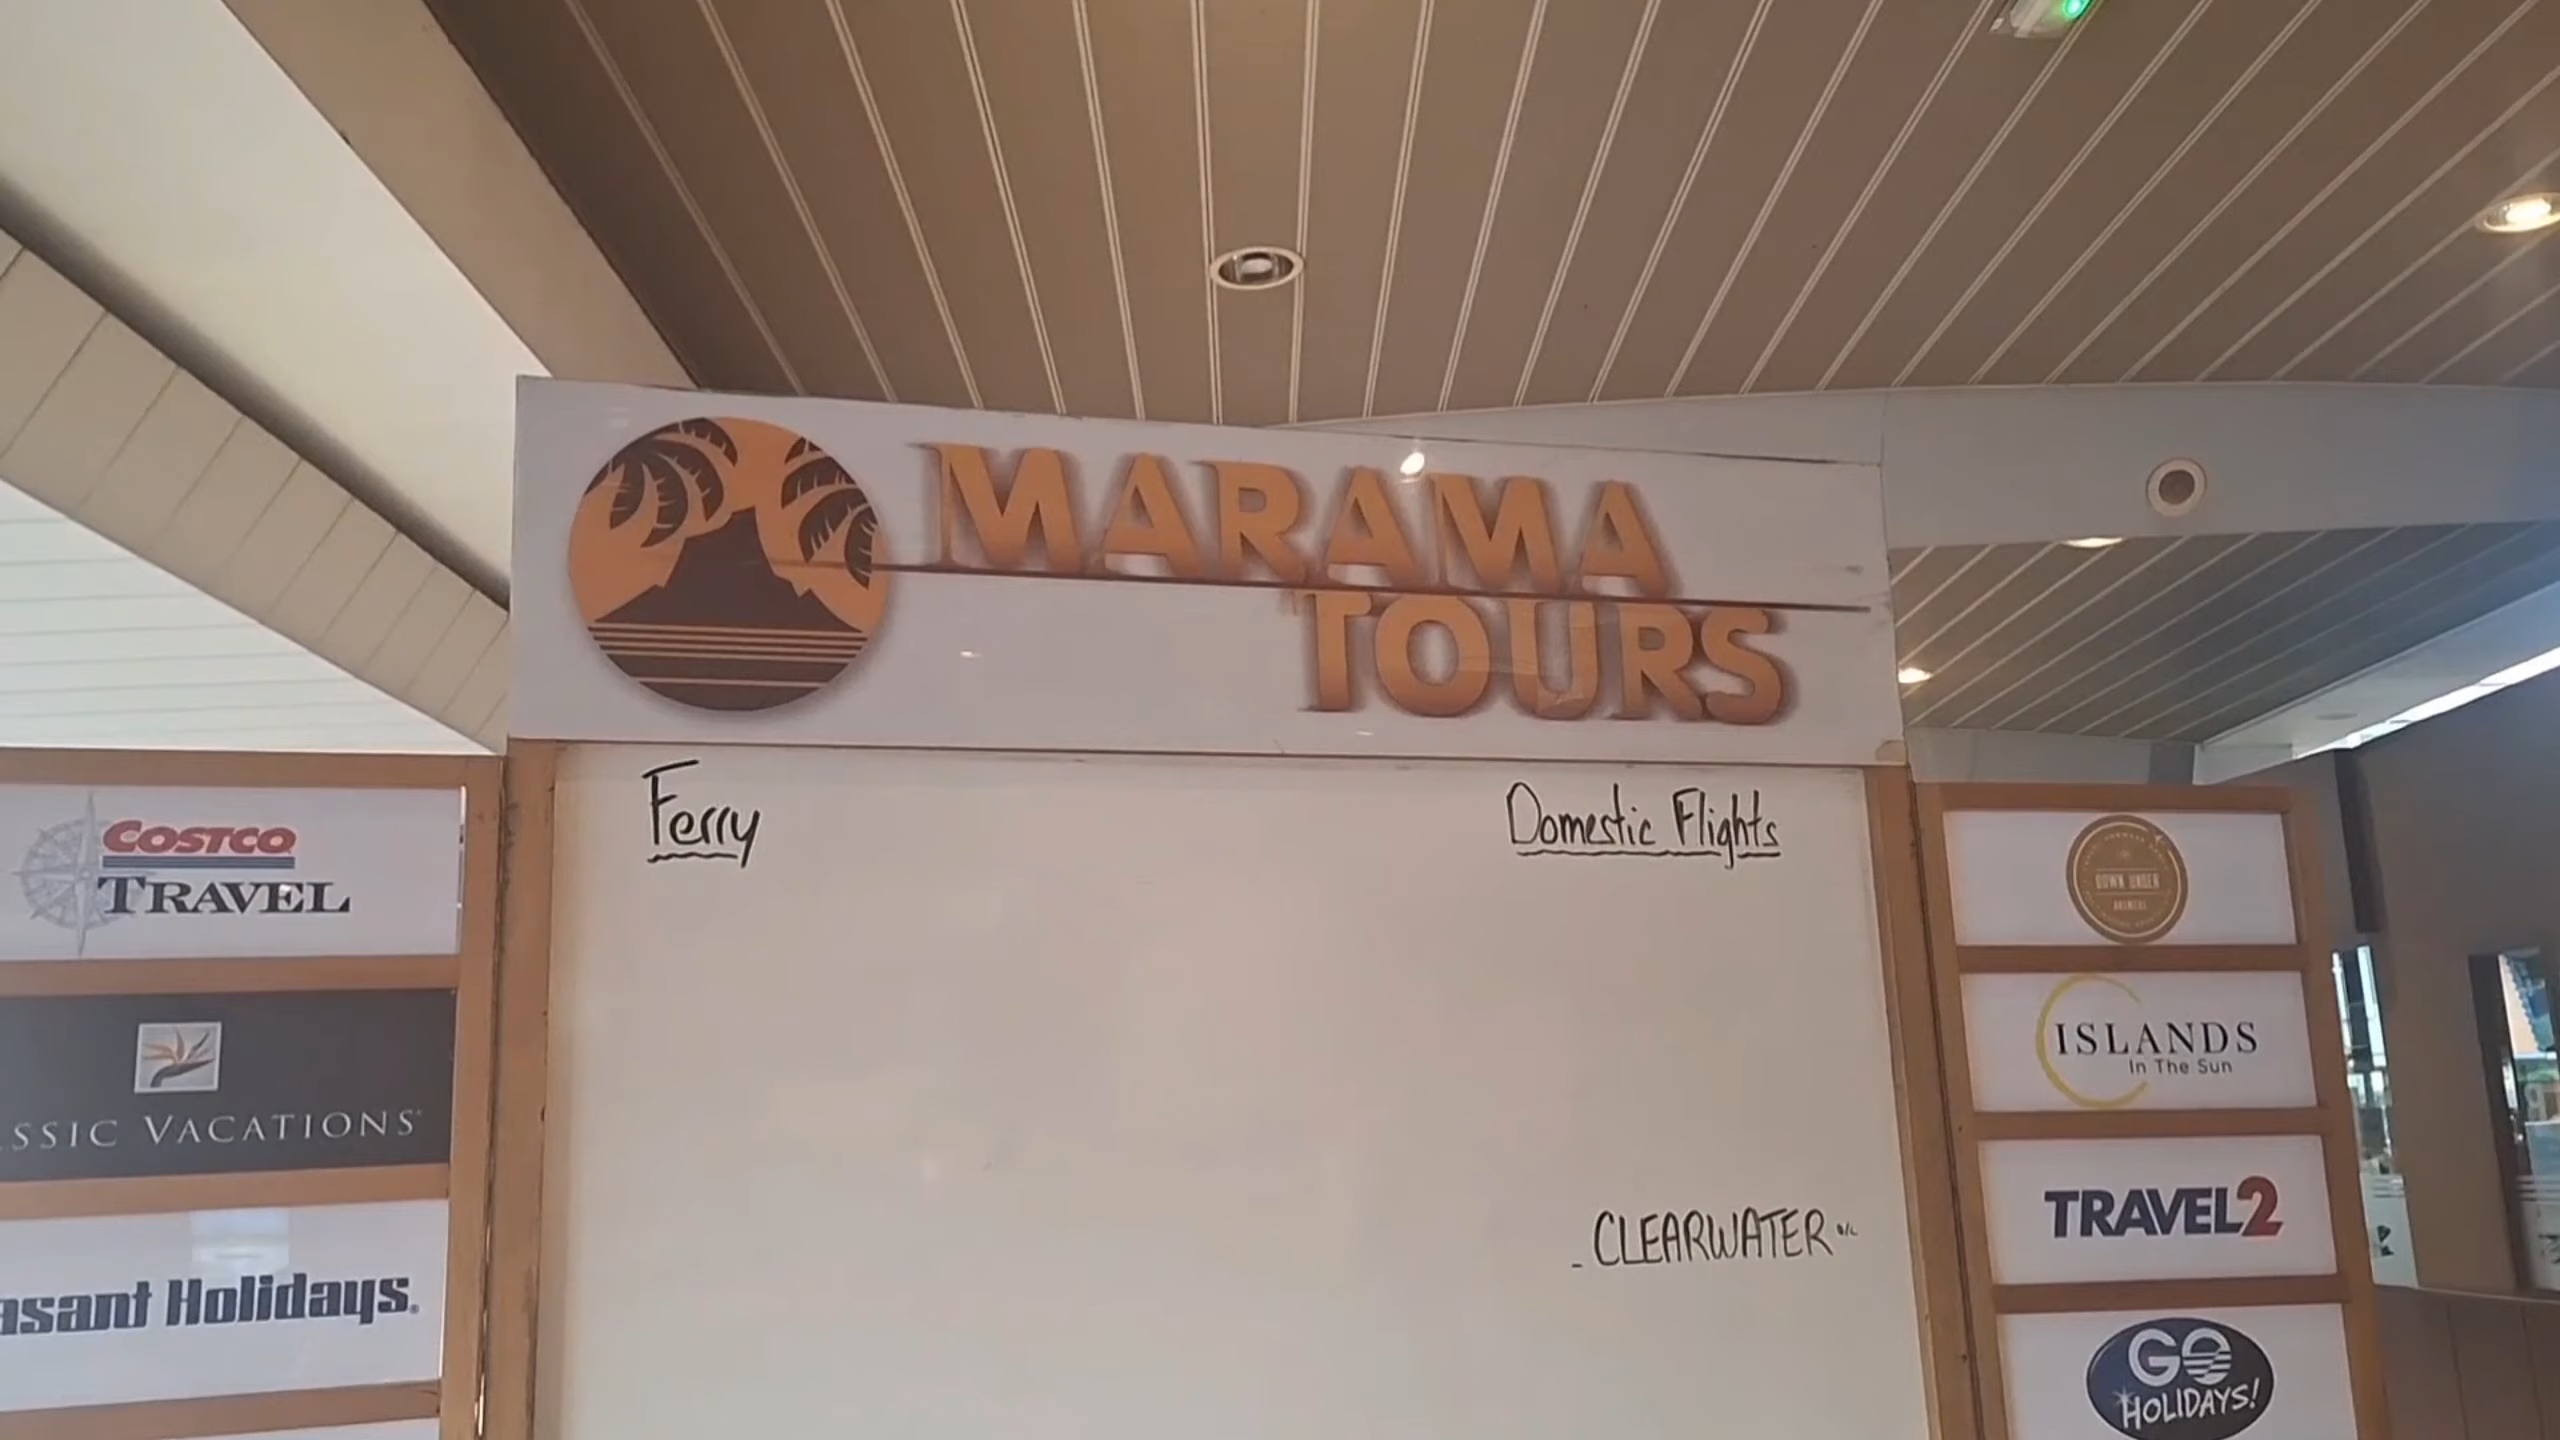 MARAMA
TOURS
Ferry
Domestic Flights
- CLEARWATER
COSTCO
TRAVEL
SSIC VACATIONS
asant Holidays.
DOWN UNDER
ANSWERS
ISLANDS
In The Sun
TRAVEL2
GO
HOLIDAYS!